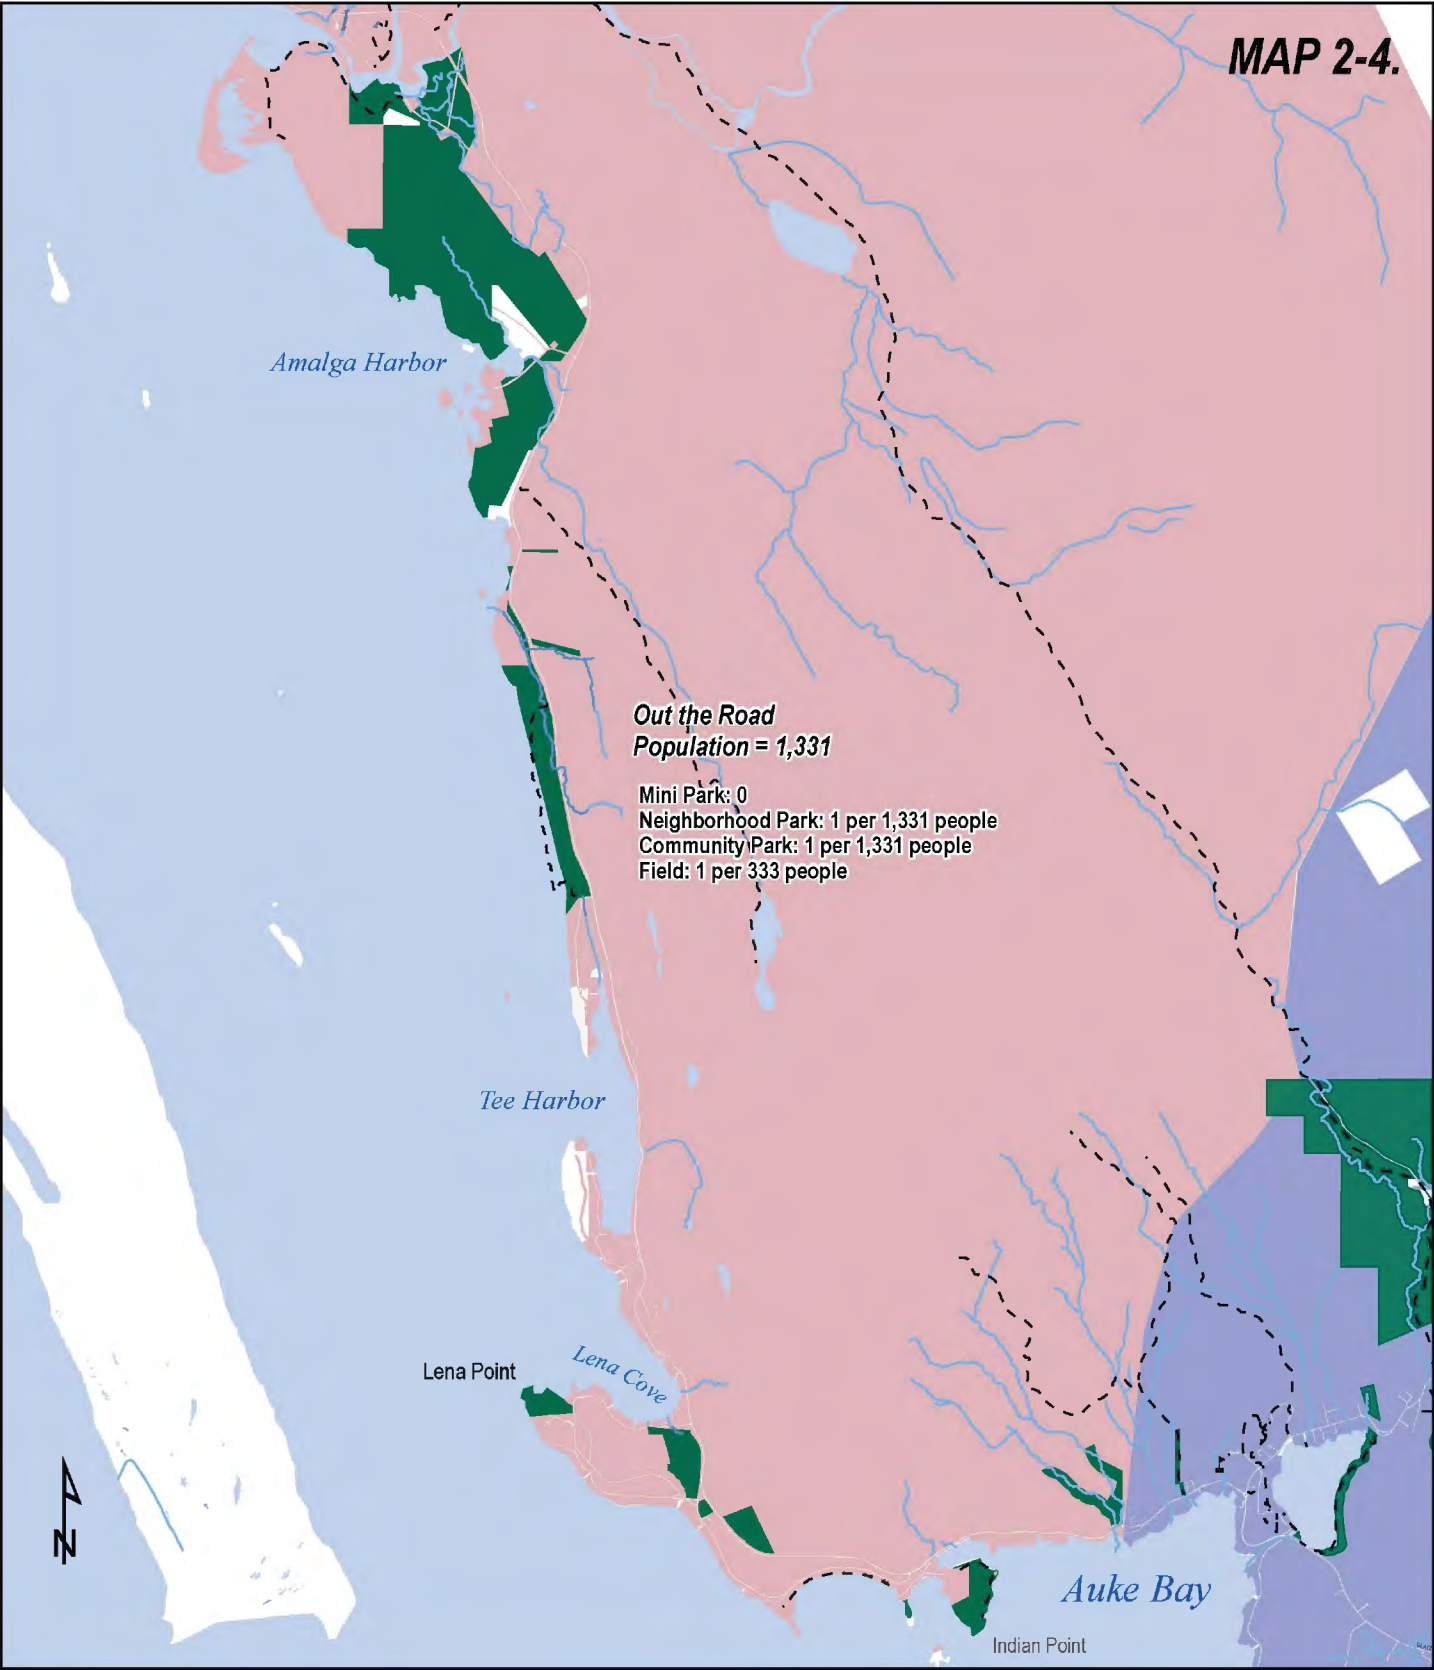 MAP 2-4.
Amalga Harbor
Out the Road
Population = 1,331
Mini Park: 0
Neighborhood Park: 1 per 1,331 people
Community Park: 1 per 1,331 people
Field: 1 per 333 people
Tee Harbor
Lena Point
Lena Cove
N
Auke Bay
Indian Point